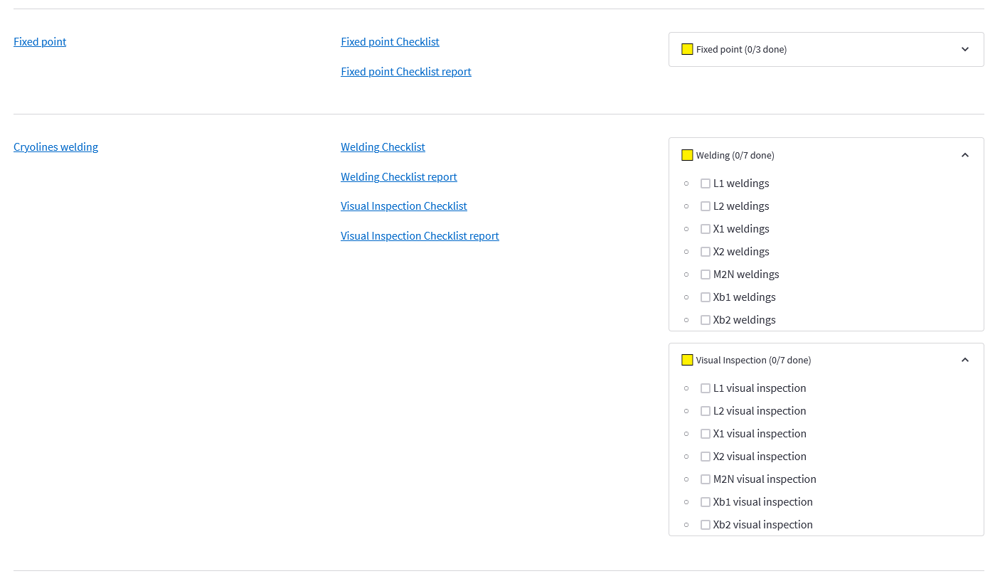 Fixed point
Fixed point Checklist
Fixed point Checklist report
Fixed point (0/3 done)
Cryolines welding
Welding Checklist
Welding Checklist report
Visual Inspection Checklist
Visual Inspection Checklist report
Welding (0/7 done)
L1 weldings
L2 weldings
X1 weldings
X2 weldings
M2N weldings
Xb1 weldings
Xb2 weldings
Visual Inspection (0/7 done)
L1 visual inspection
L2 visual inspection
X1 visual inspection
X2 visual inspection
M2N visual inspection
Xb1 visual inspection
Xb2 visual inspection